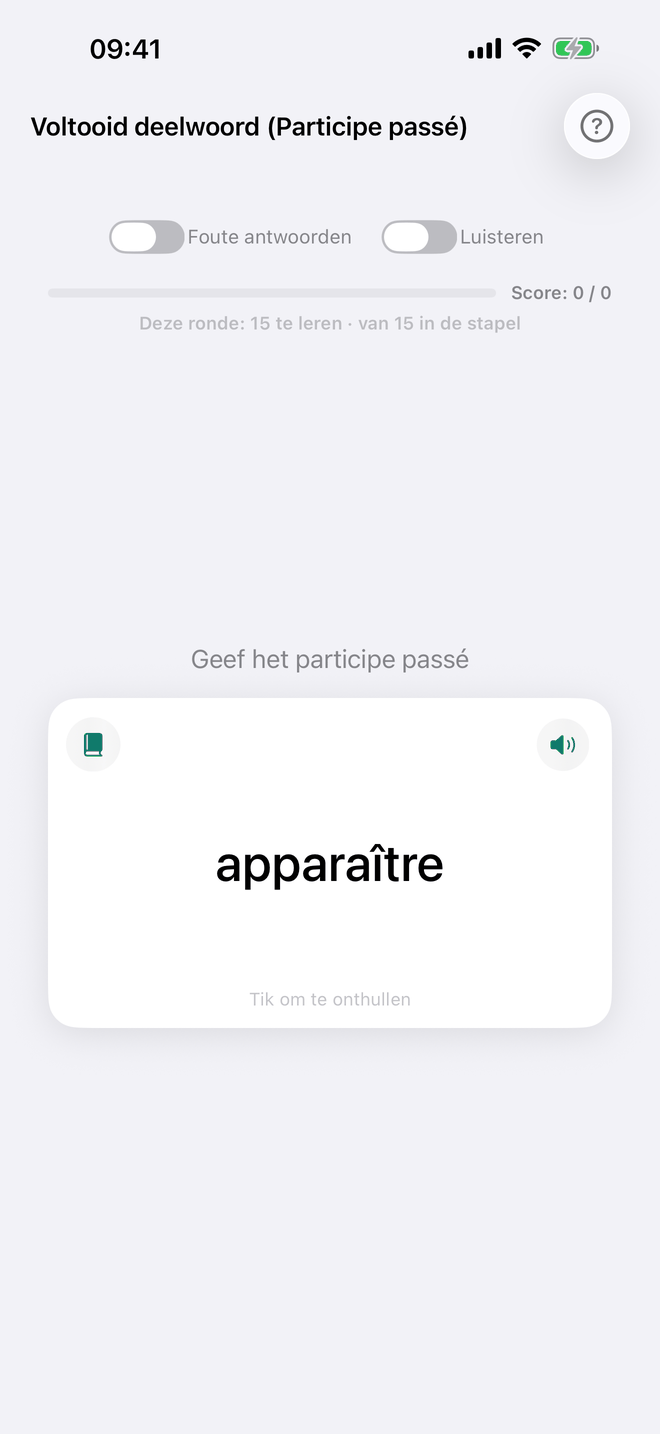 09:41
Voltooid deelwoord (Participe passé)
Foute antwoorden
Luisteren
Score: 0 / 0
Deze ronde: 15 te leren · van 15 in de stapel
Geef het participe passé
apparaître
Tik om te onthullen